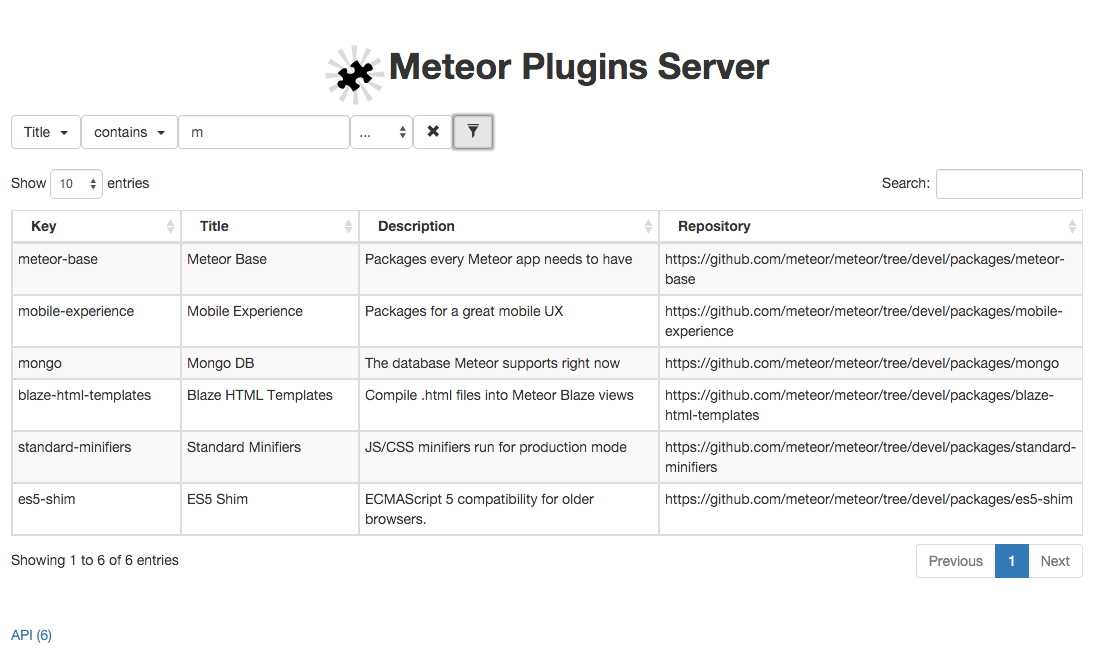 Meteor Plugins Server
Title contains m ...
Show 10 entries Search:
Key Title Description Repository
meteor-base Meteor Base Packages every Meteor app needs to have https://github.com/meteor/meteor/tree/devel/packages/meteor-
base
mobile-experience Mobile Experience Packages for a great mobile UX https://github.com/meteor/meteor/tree/devel/packages/mobile-
experience
mongo Mongo DB The database Meteor supports right now https://github.com/meteor/meteor/tree/devel/packages/mongo
blaze-html-templates Blaze HTML Templates Compile .html files into Meteor Blaze views https://github.com/meteor/meteor/tree/devel/packages/blaze-
html-templates
standard-minifiers Standard Minifiers JS/CSS minifiers run for production mode https://github.com/meteor/meteor/tree/devel/packages/standard-
minifiers
es5-shim ES5 Shim ECMAScript 5 compatibility for older https://github.com/meteor/meteor/tree/devel/packages/es5-shim
browsers.
Showing 1 to 6 of 6 entries Previous 1 Next
API (6)